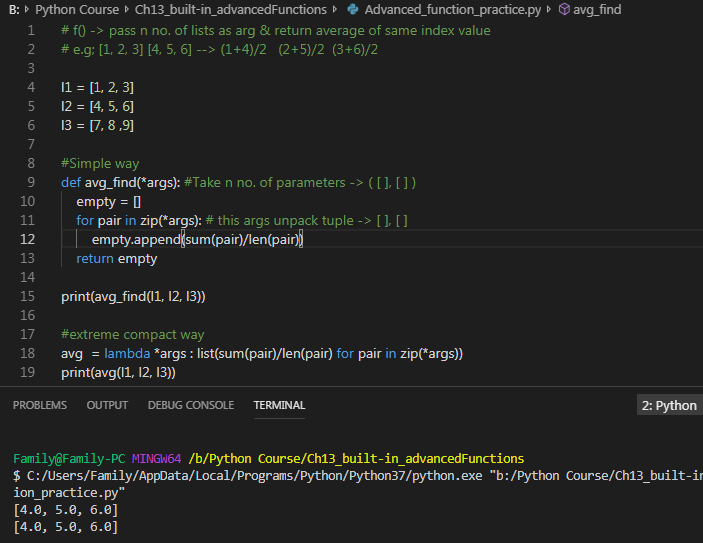 B: > Python Course > Ch13_built-in_advancedFunctions > Advanced_function_practice.py > avg_find
1 # f() -> pass n no. of lists as arg & return average of same index value
2 # e.g; [1, 2, 3] [4, 5, 6] --> (1+4)/2 (2+5)/2 (3+6)/2
3
4 l1 = [1, 2, 3]
5 l2 = [4, 5, 6]
6 l3 = [7, 8 ,9]
7
8 #Simple way
9 def avg_find(*args): #Take n no. of parameters -> ( [ ], [ ] )
10 empty = []
11 for pair in zip(*args): # this args unpack tuple -> [ ], [ ]
12 empty.append(sum(pair)/len(pair))
13 return empty
14
15 print(avg_find(l1, l2, l3))
16
17 #extreme compact way
18 avg = lambda *args : list(sum(pair)/len(pair) for pair in zip(*args))
19 print(avg(l1, l2, l3))
PROBLEMS OUTPUT DEBUG CONSOLE TERMINAL 2: Python
Family@Family-PC MINGW64 /b/Python Course/Ch13_built-in_advancedFunctions
$ C:/Users/Family/AppData/Local/Programs/Python/Python37/python.exe "b:/Python Course/Ch13_built-in
ion_practice.py"
[4.0, 5.0, 6.0]
[4.0, 5.0, 6.0]